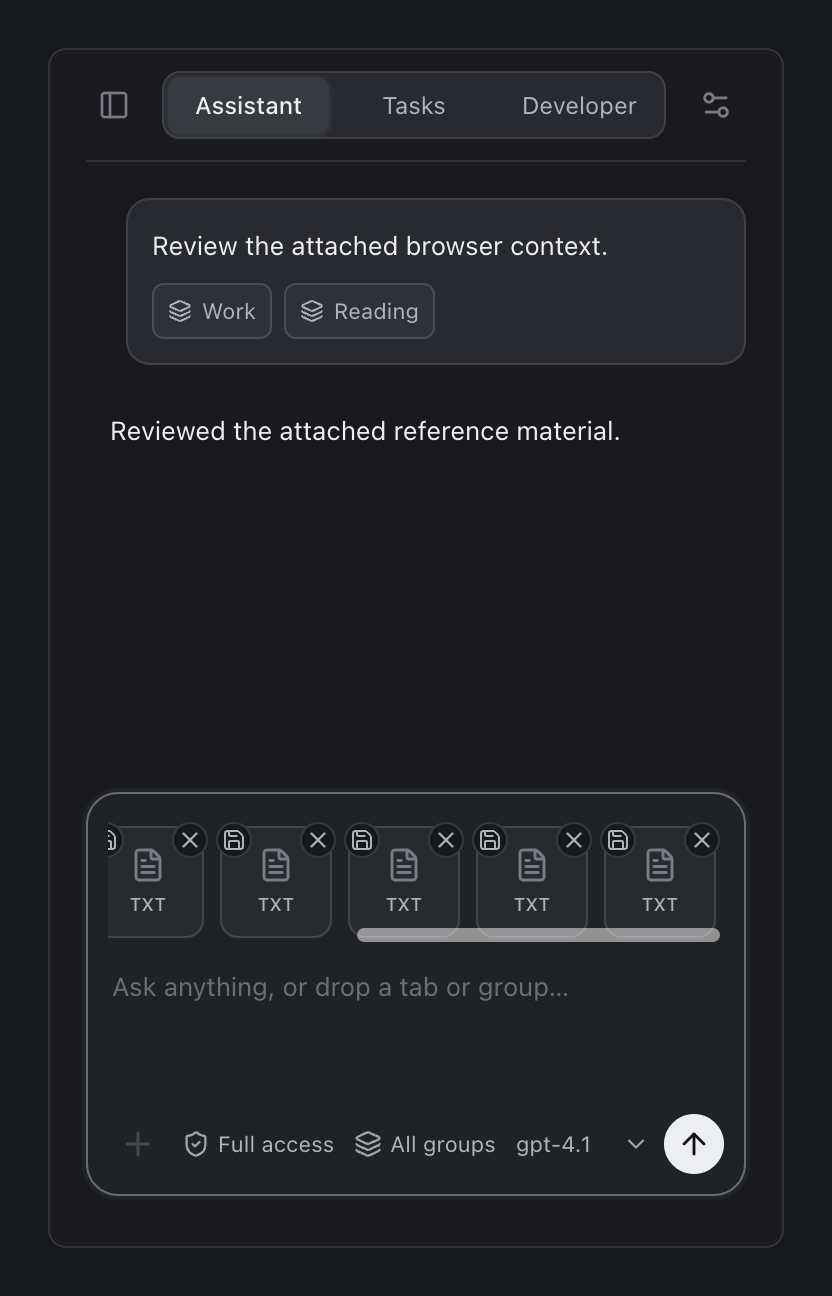 Assistant Tasks Developer
Review the attached browser context.
Work Reading
Reviewed the attached reference material.
TXT TXT TXT TXT TXT
Ask anything, or drop a tab or group...
Full access All groups gpt-4.1